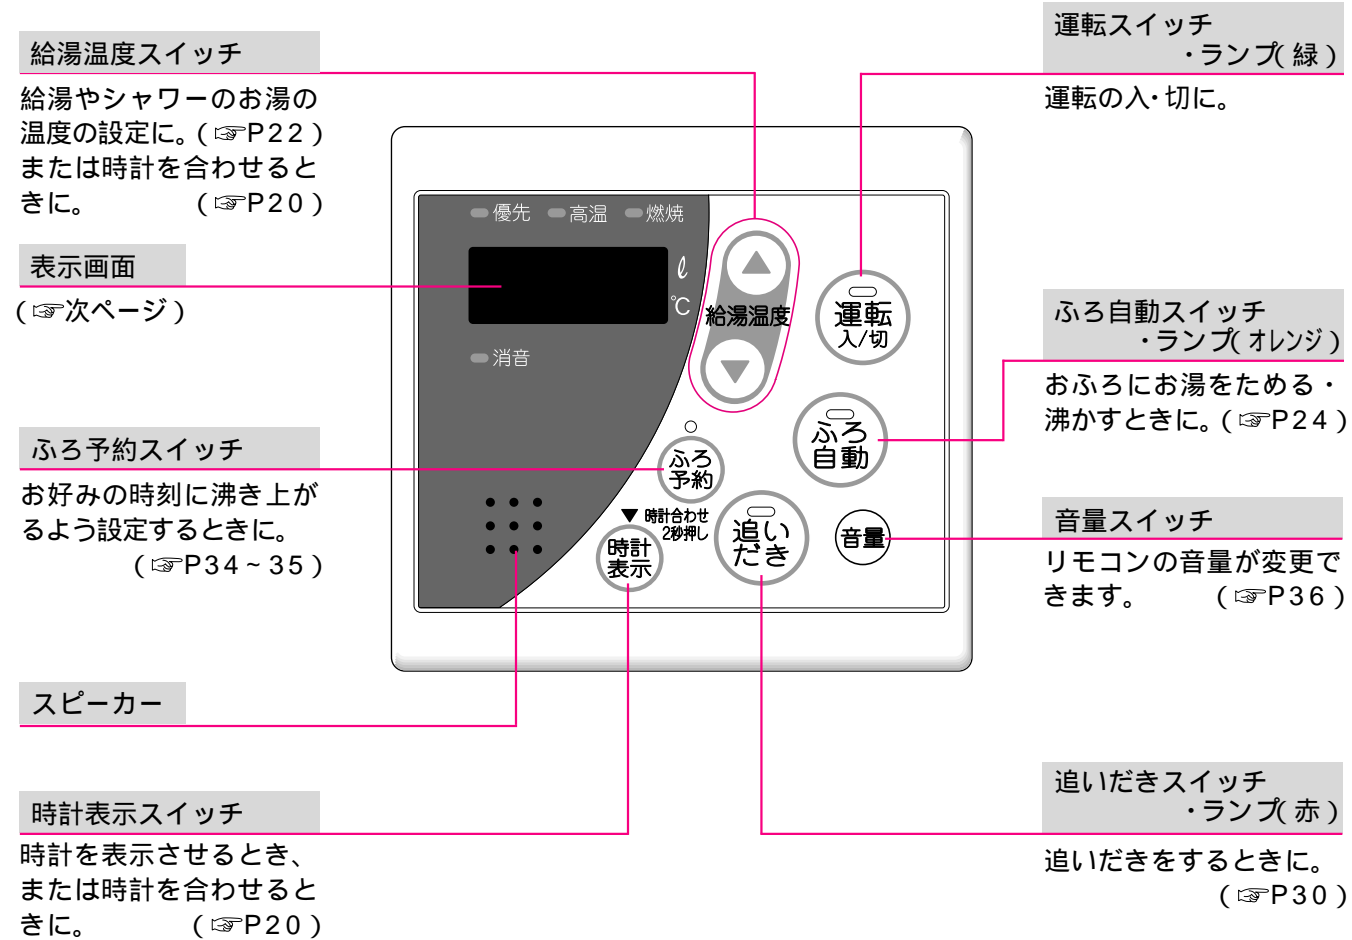 給湯温度スイッチ
給湯やシャワーのお湯の
温度の設定に。(☞P22)
または時計を合わせると
きに。 (☞P20)
表示画面
(☞次ページ)
ふろ予約スイッチ
お好みの時刻に沸き上が
るよう設定するときに。
(☞P34~35)
スピーカー
時計表示スイッチ
時計を表示させるとき、
または時計を合わせると
きに。 (☞P20)
優先 高温 燃焼
ℓ
℃
消音
給湯温度
運転
入/切
ふろ
自動
ふろ
予約
▼時計合わせ
2秒押し
時計
表示
追い
だき
音量
運転スイッチ
・ランプ(緑)
運転の入・切に。
ふろ自動スイッチ
・ランプ(オレンジ)
おふろにお湯をためる・
沸かすときに。(☞P24)
音量スイッチ
リモコンの音量が変更で
きます。 (☞P36)
追いだきスイッチ
・ランプ(赤)
追いだきをするときに。
(☞P30)